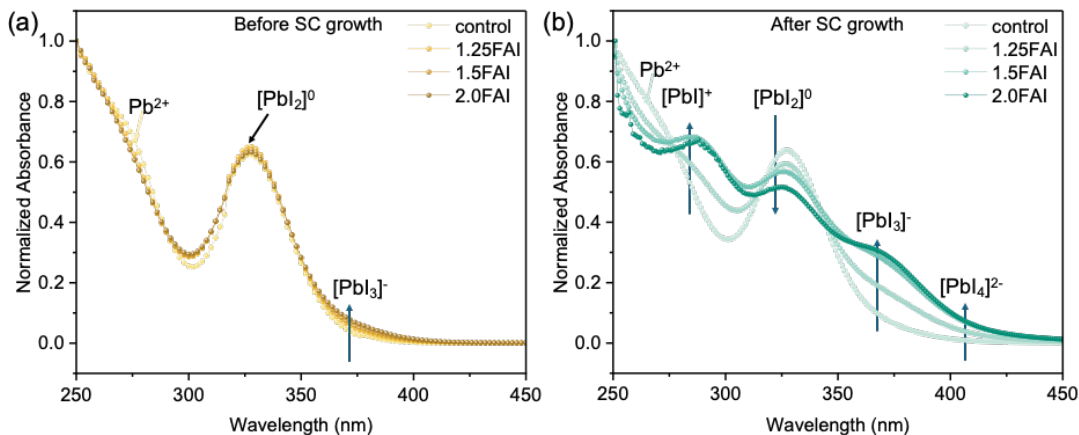 (a)
Before SC growth
control
1.25FAI
1.5FAI
2.0FAI
Pb²⁺
[PbI₂]⁰
[PbI₃]⁻
Normalized Absorbance
1.0
0.8
0.6
0.4
0.2
0.0
250 300 350 400 450
Wavelength (nm)
(b)
After SC growth
control
1.25FAI
1.5FAI
2.0FAI
Pb²⁺
[PbI]⁺
[PbI₂]⁰
[PbI₃]⁻
[PbI₄]²⁻
Normalized Absorbance
1.0
0.8
0.6
0.4
0.2
0.0
250 300 350 400 450
Wavelength (nm)